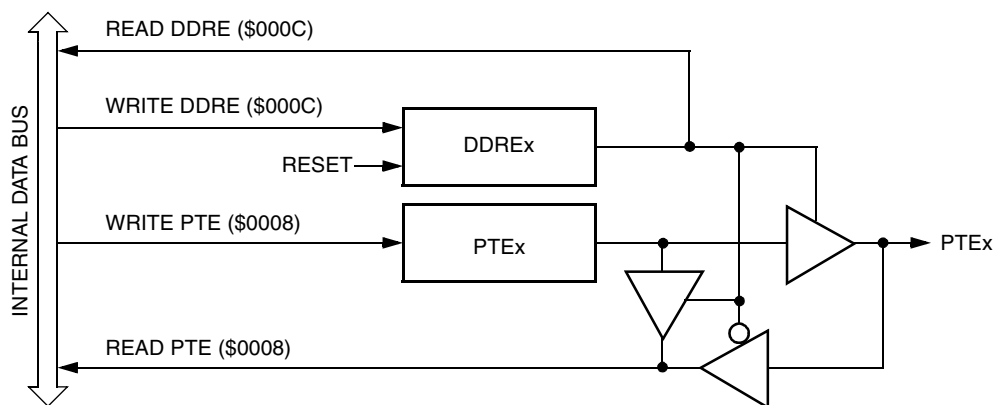 READ DDRE ($000C)
WRITE DDRE ($000C)
DDREx
RESET
WRITE PTE ($0008)
PTEx
PTEx
READ PTE ($0008)
INTERNAL DATA BUS